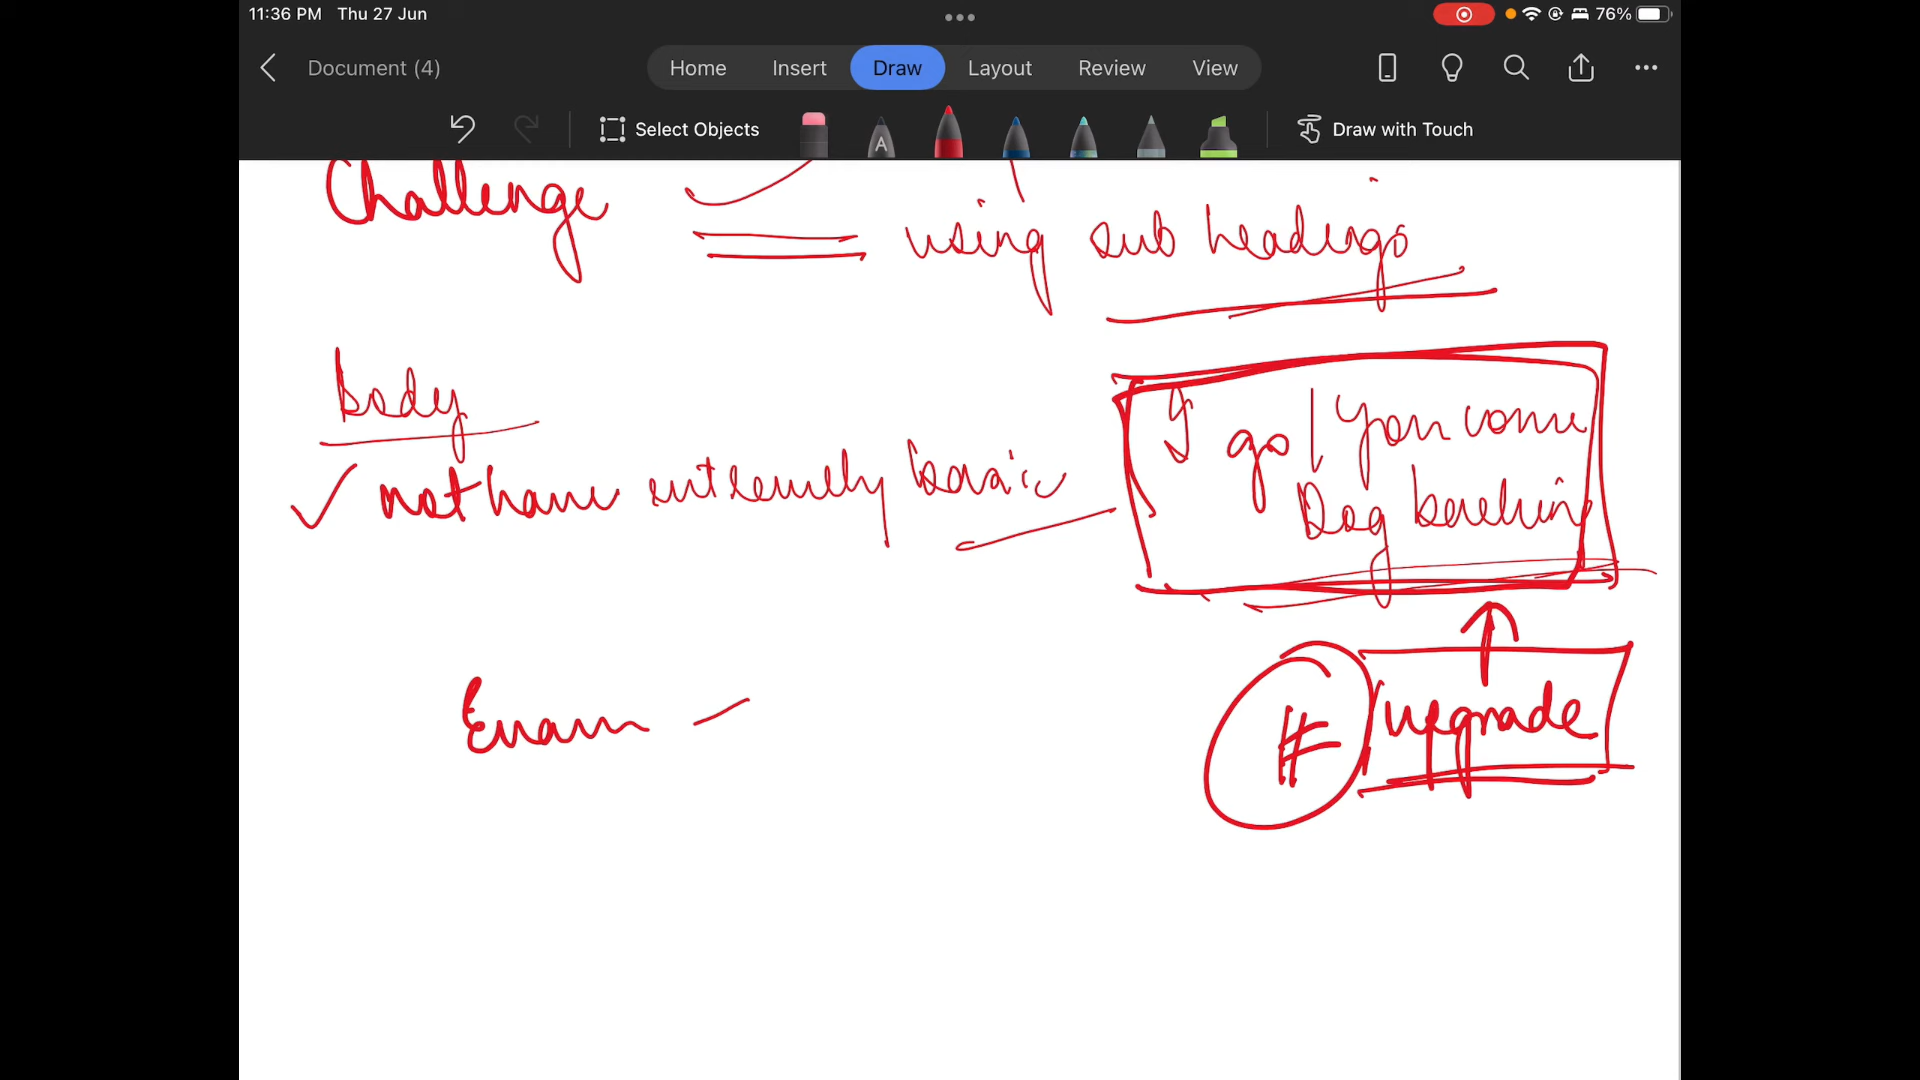 11:36 PM Thu 27 Jun
76%
Document (4)
Home Insert Draw Layout Review View
Select Objects
A
Draw with Touch
Challenge
using sub headings
body
I go | You come
not have extremely basic
Dog barking
Exam –
# upgrade